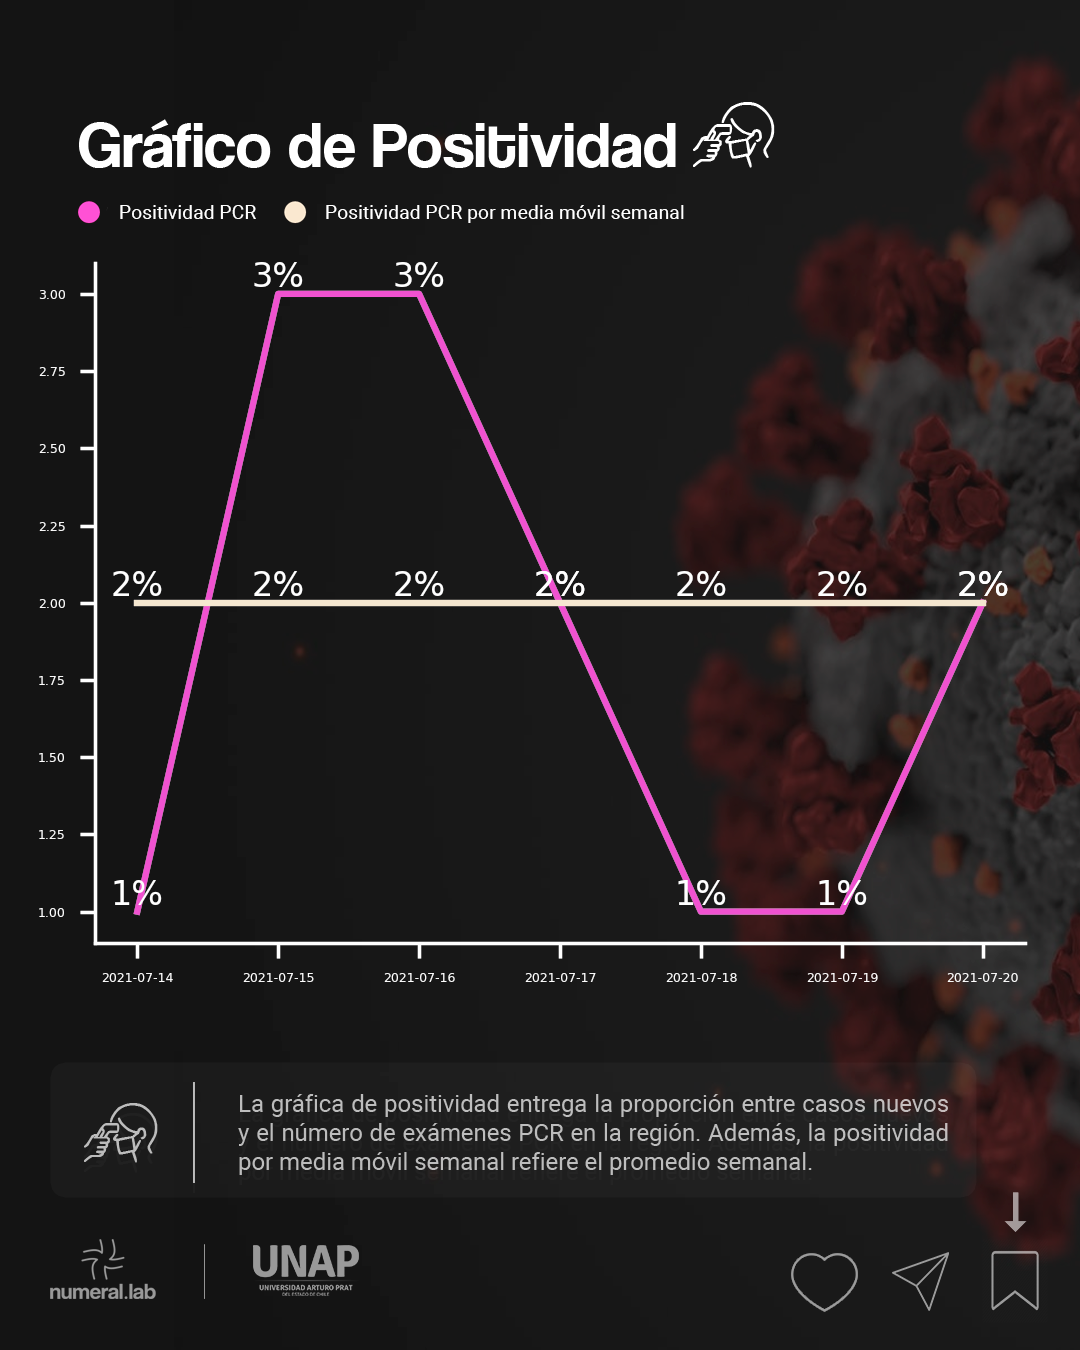 Gráfico de Positividad
Positividad PCR
Positividad PCR por media móvil semanal
3% 3%
3.00
2.75
2.50
2.25
2% 2% 2% 2% 2% 2% 2%
2.00
1.75
1.50
1.25
1% 1% 1%
1.00
2021-07-14 2021-07-15 2021-07-16 2021-07-17 2021-07-18 2021-07-19 2021-07-20
La gráfica de positividad entrega la proporción entre casos nuevos
y el número de exámenes PCR en la región. Además, la positividad
por media móvil semanal refiere el promedio semanal.
numeral.lab
UNAP
UNIVERSIDAD ARTURO PRAT
DEL ESTADO DE CHILE